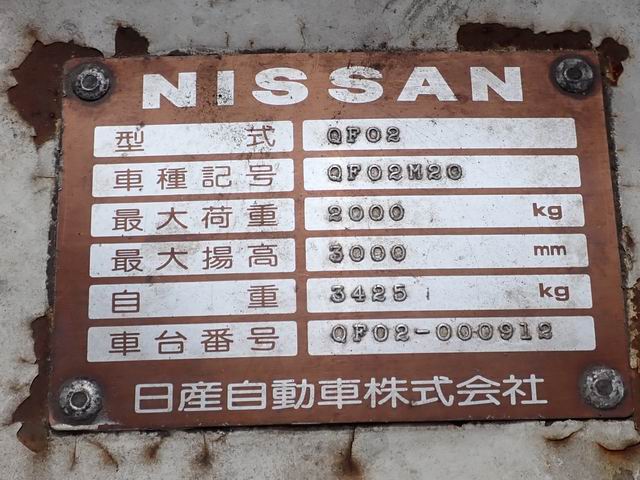 NISSAN
型式 QF02
車種記号 QF02M20
最大荷重 2000 kg
最大揚高 3000 mm
自重 3425 kg
車台番号 QF02-000912
日産自動車株式会社